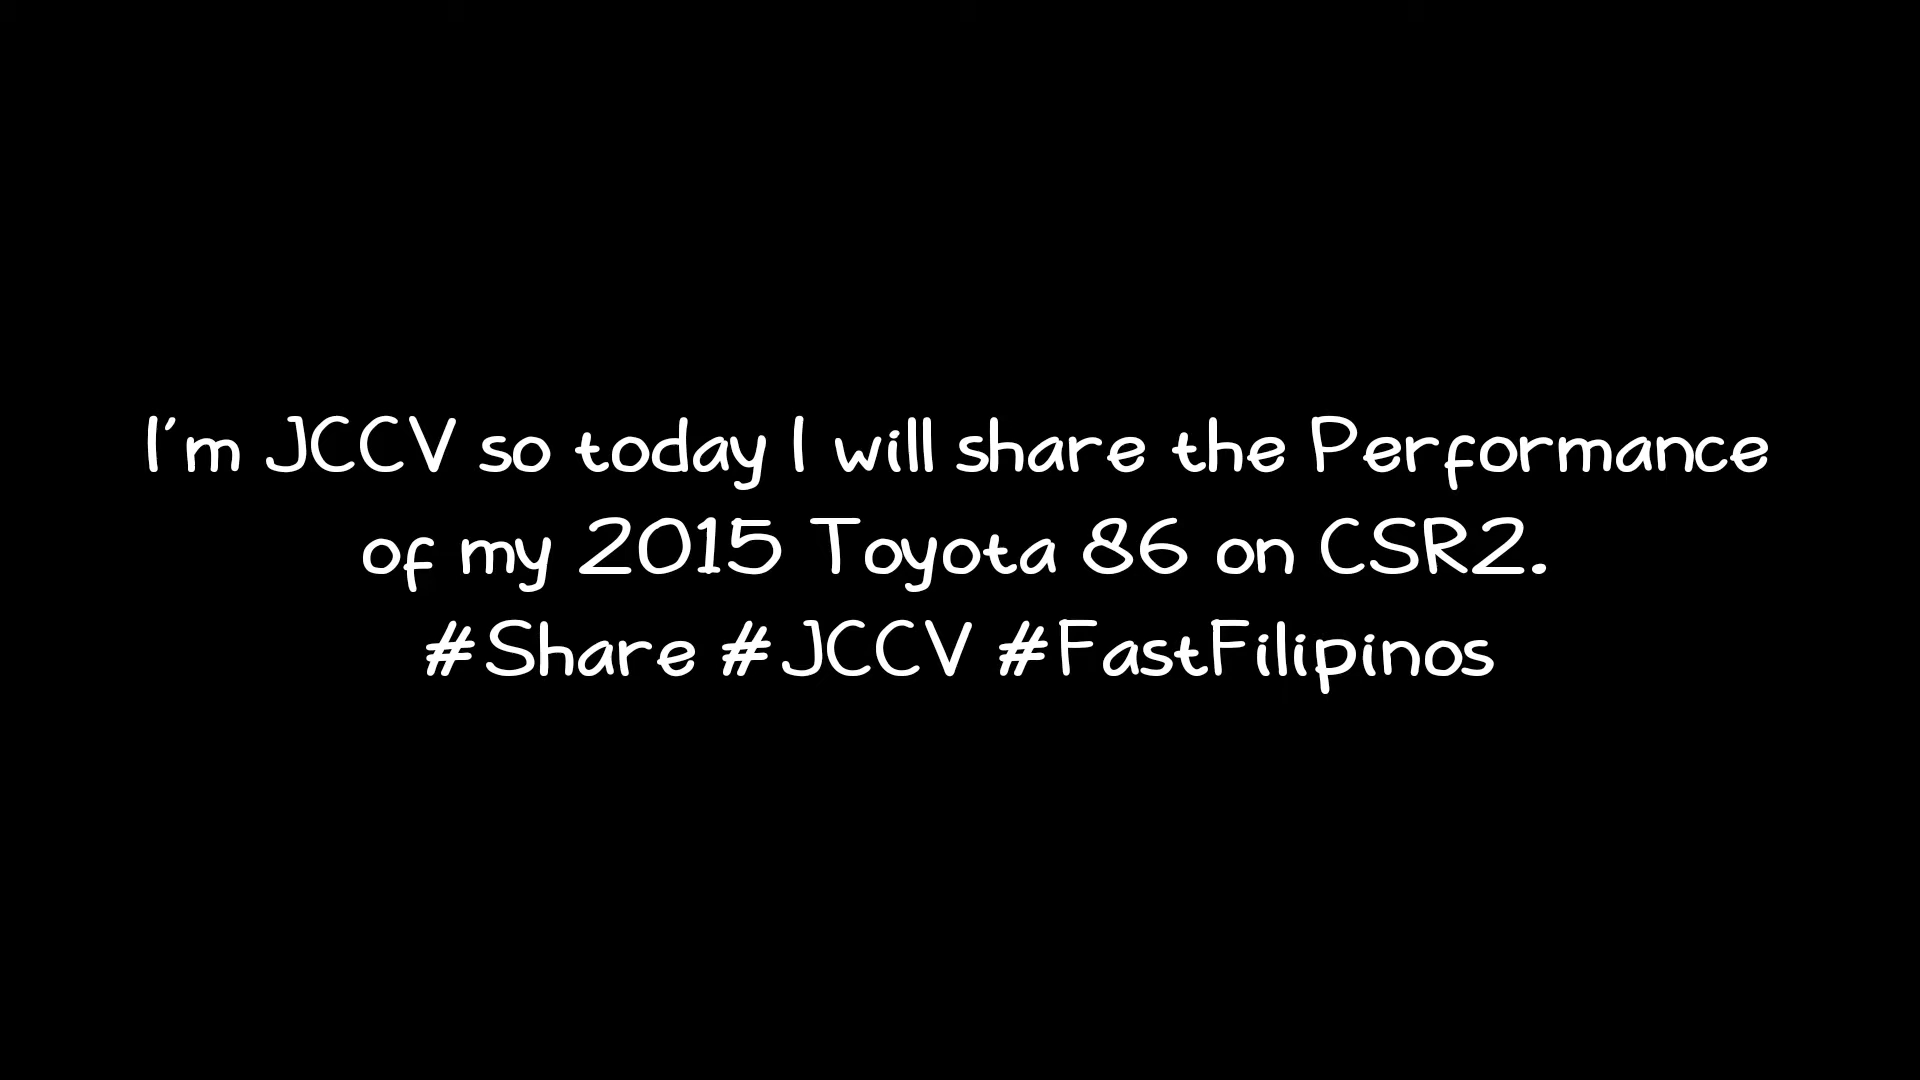 I'm JCCV so today I will share the Performance
of my 2015 Toyota 86 on CSR2.
#Share #JCCV #FastFilipinos